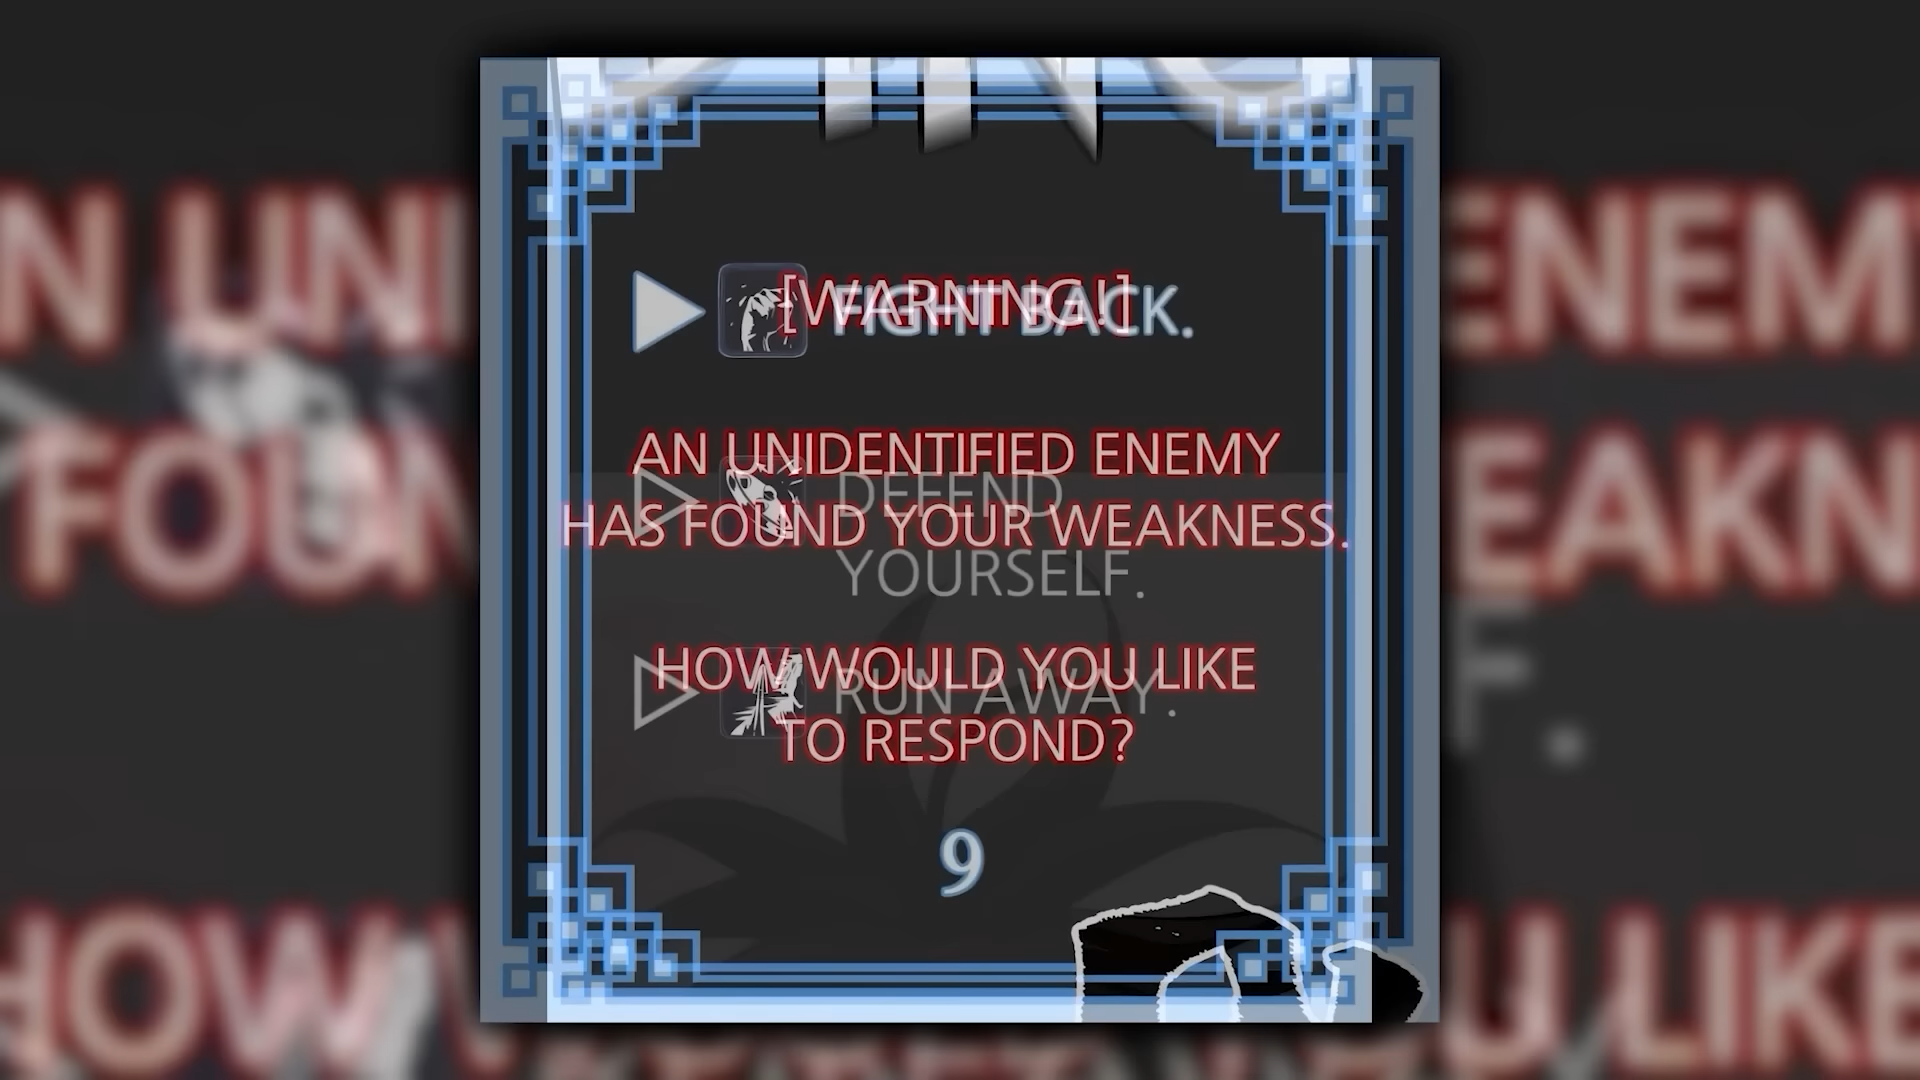 [WARNING!]
FIGHT BACK.
AN UNIDENTIFIED ENEMY
HAS FOUND YOUR WEAKNESS.
DEFEND
YOURSELF.
HOW WOULD YOU LIKE
TO RESPOND?
RUN AWAY.
9